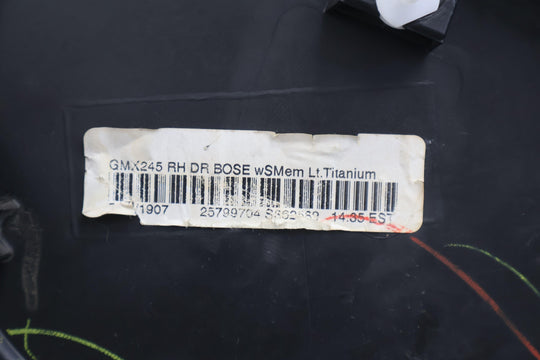 GMX245 RH DR BOSE wSMem Lt.Titanium
1907 25799704 14:35 EST